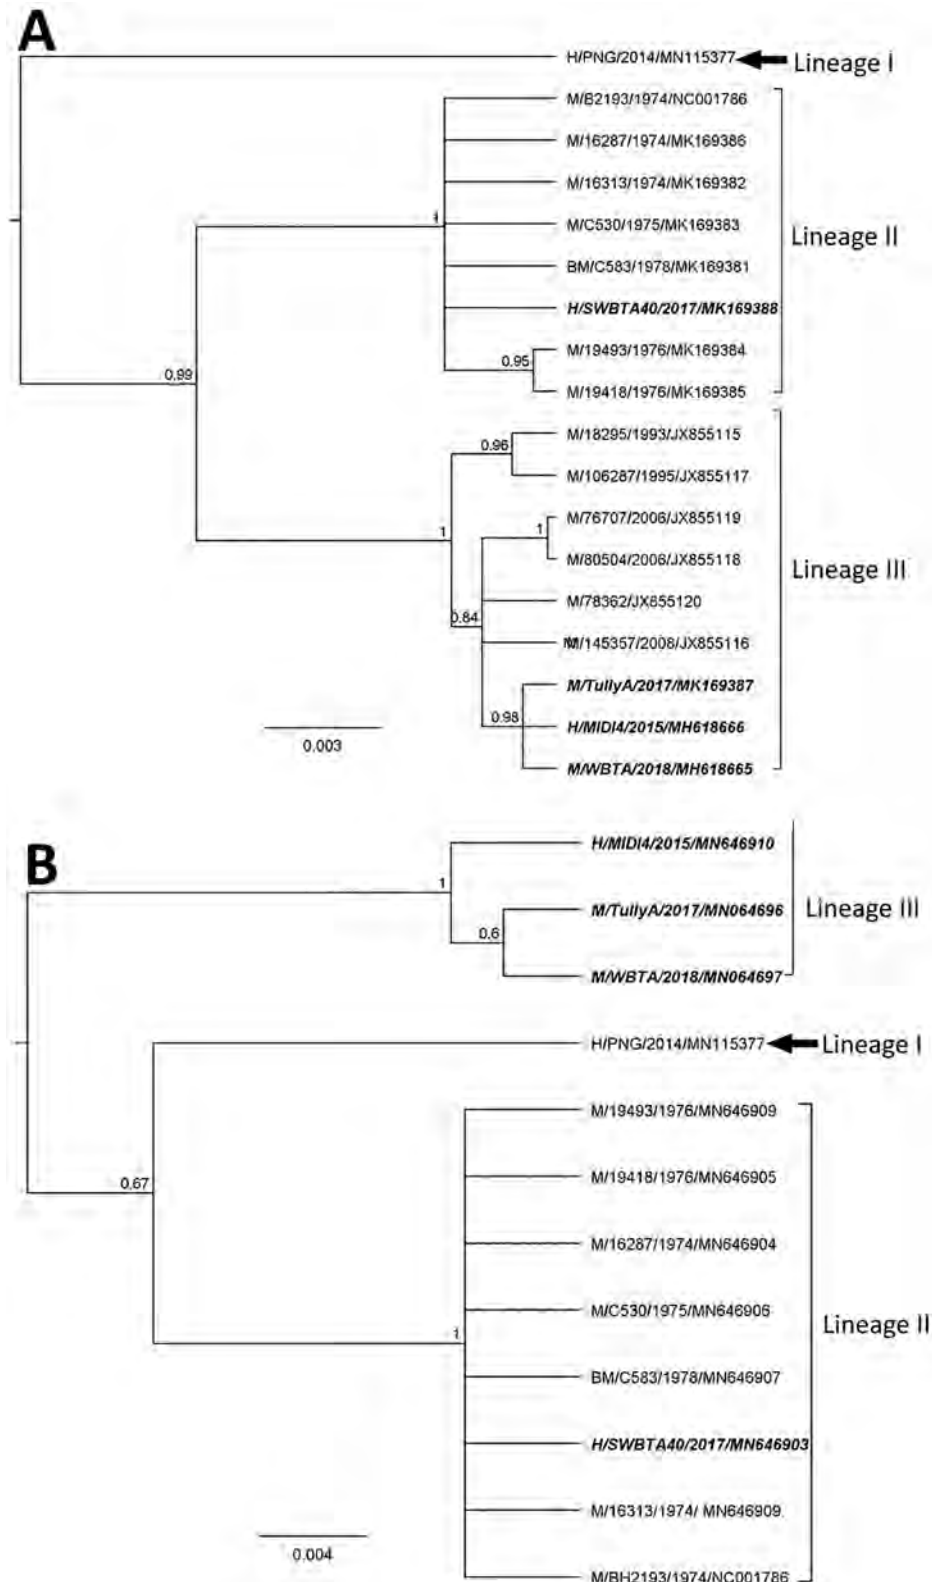 A
H/PNG/2014/MN115377
Lineage I
M/B2193/1974/NC001786
M/16287/1974/MK169386
M/16313/1974/MK169382
M/C530/1975/MK169383
1
Lineage II
BM/C583/1978/MK169381
H/SWBTA40/2017/MK169388
M/19493/1976/MK169384
0.95
0.99
M/19418/1976/MK169385
M/18295/1993/JX855115
0.96
M/106287/1995/JX855117
M/76707/2006/JX855119
1
1
M/80504/2006/JX855118
Lineage III
M/78362/JX855120
0.84
M/145357/2008/JX855116
M/TullyA/2017/MK169387
0.98
H/MIDI4/2015/MH618666
0.003
M/WBTA/2018/MH618665
B
H/MIDI4/2015/MN646910
1
M/TullyA/2017/MN064696
Lineage III
0.6
M/WBTA/2018/MN064697
H/PNG/2014/MN115377
Lineage I
M/19493/1976/MN646909
0.67
M/19418/1976/MN646905
M/16287/1974/MN646904
M/C530/1975/MN646906
Lineage II
1
BM/C583/1978/MN646907
H/SWBTA40/2017/MN646903
M/16313/1974/ MN646909
0.004
M/BH2193/1974/NC001786